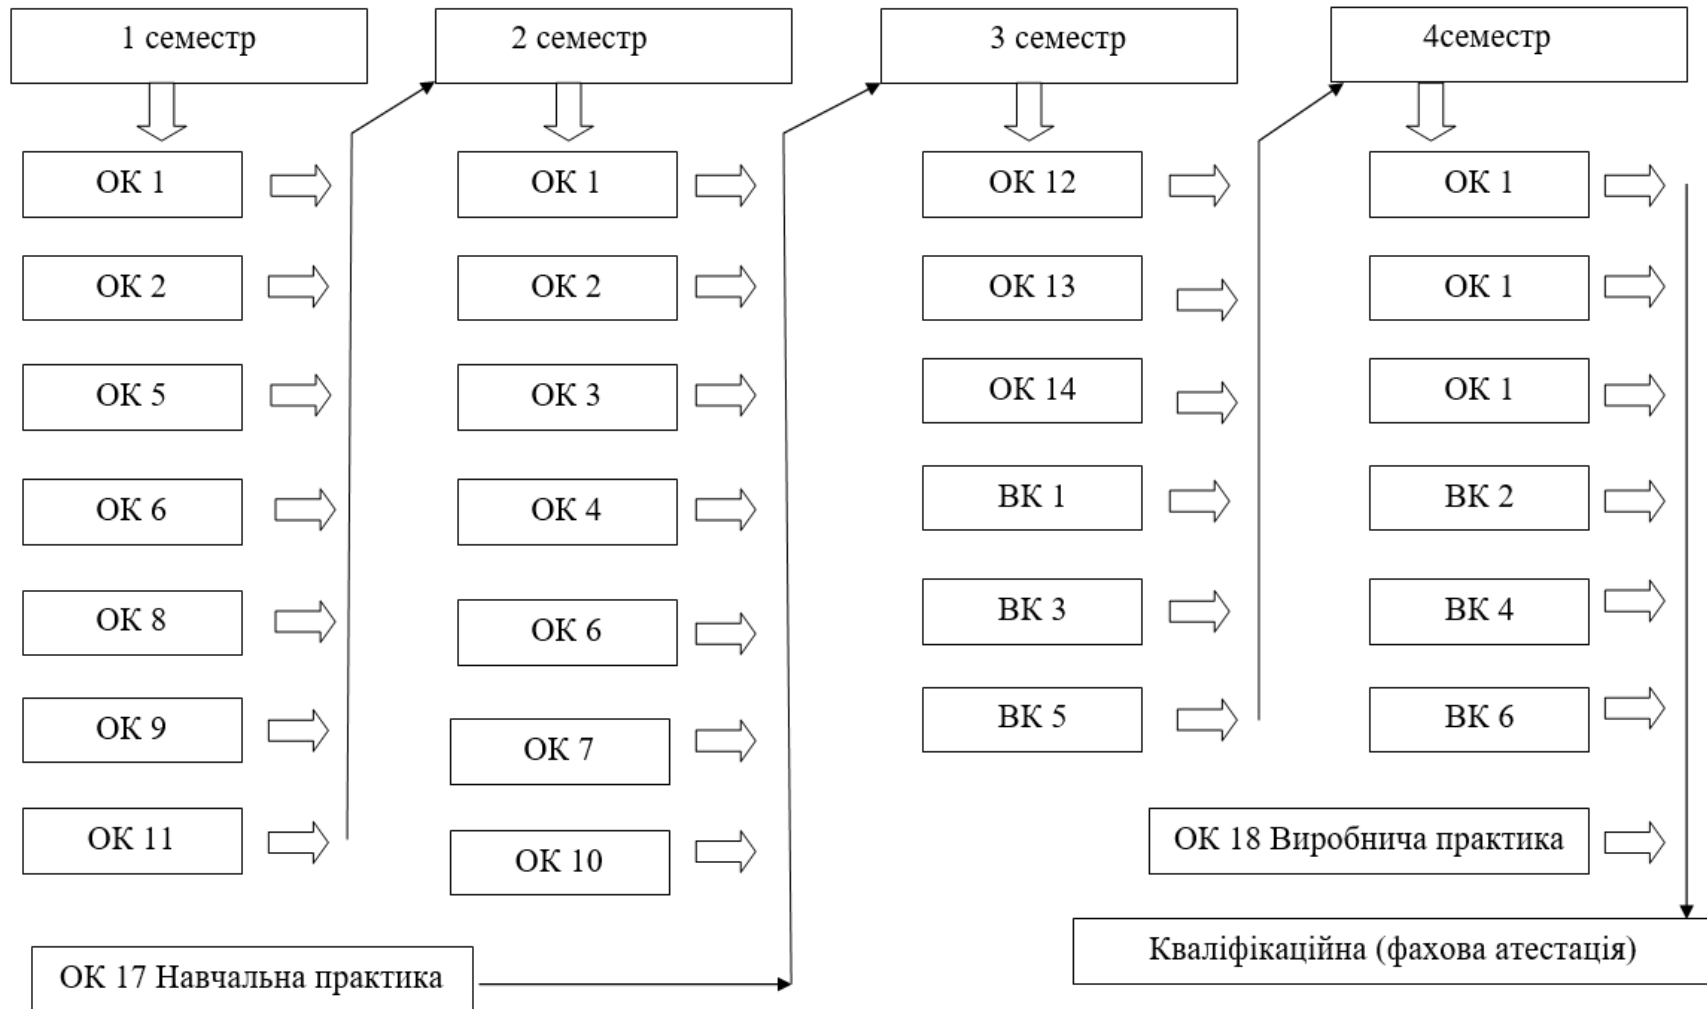 1 семестр
2 семестр
3 семестр
4семестр
ОК 1
ОК 1
ОК 12
ОК 1
ОК 2
ОК 2
ОК 13
ОК 1
ОК 5
ОК 3
ОК 14
ОК 1
ОК 6
ОК 4
ВК 1
ВК 2
ОК 8
ОК 6
ВК 3
ВК 4
ОК 9
ОК 7
ВК 5
ВК 6
ОК 11
ОК 10
ОК 18 Виробнича практика
Кваліфікаційна (фахова атестація)
ОК 17 Навчальна практика